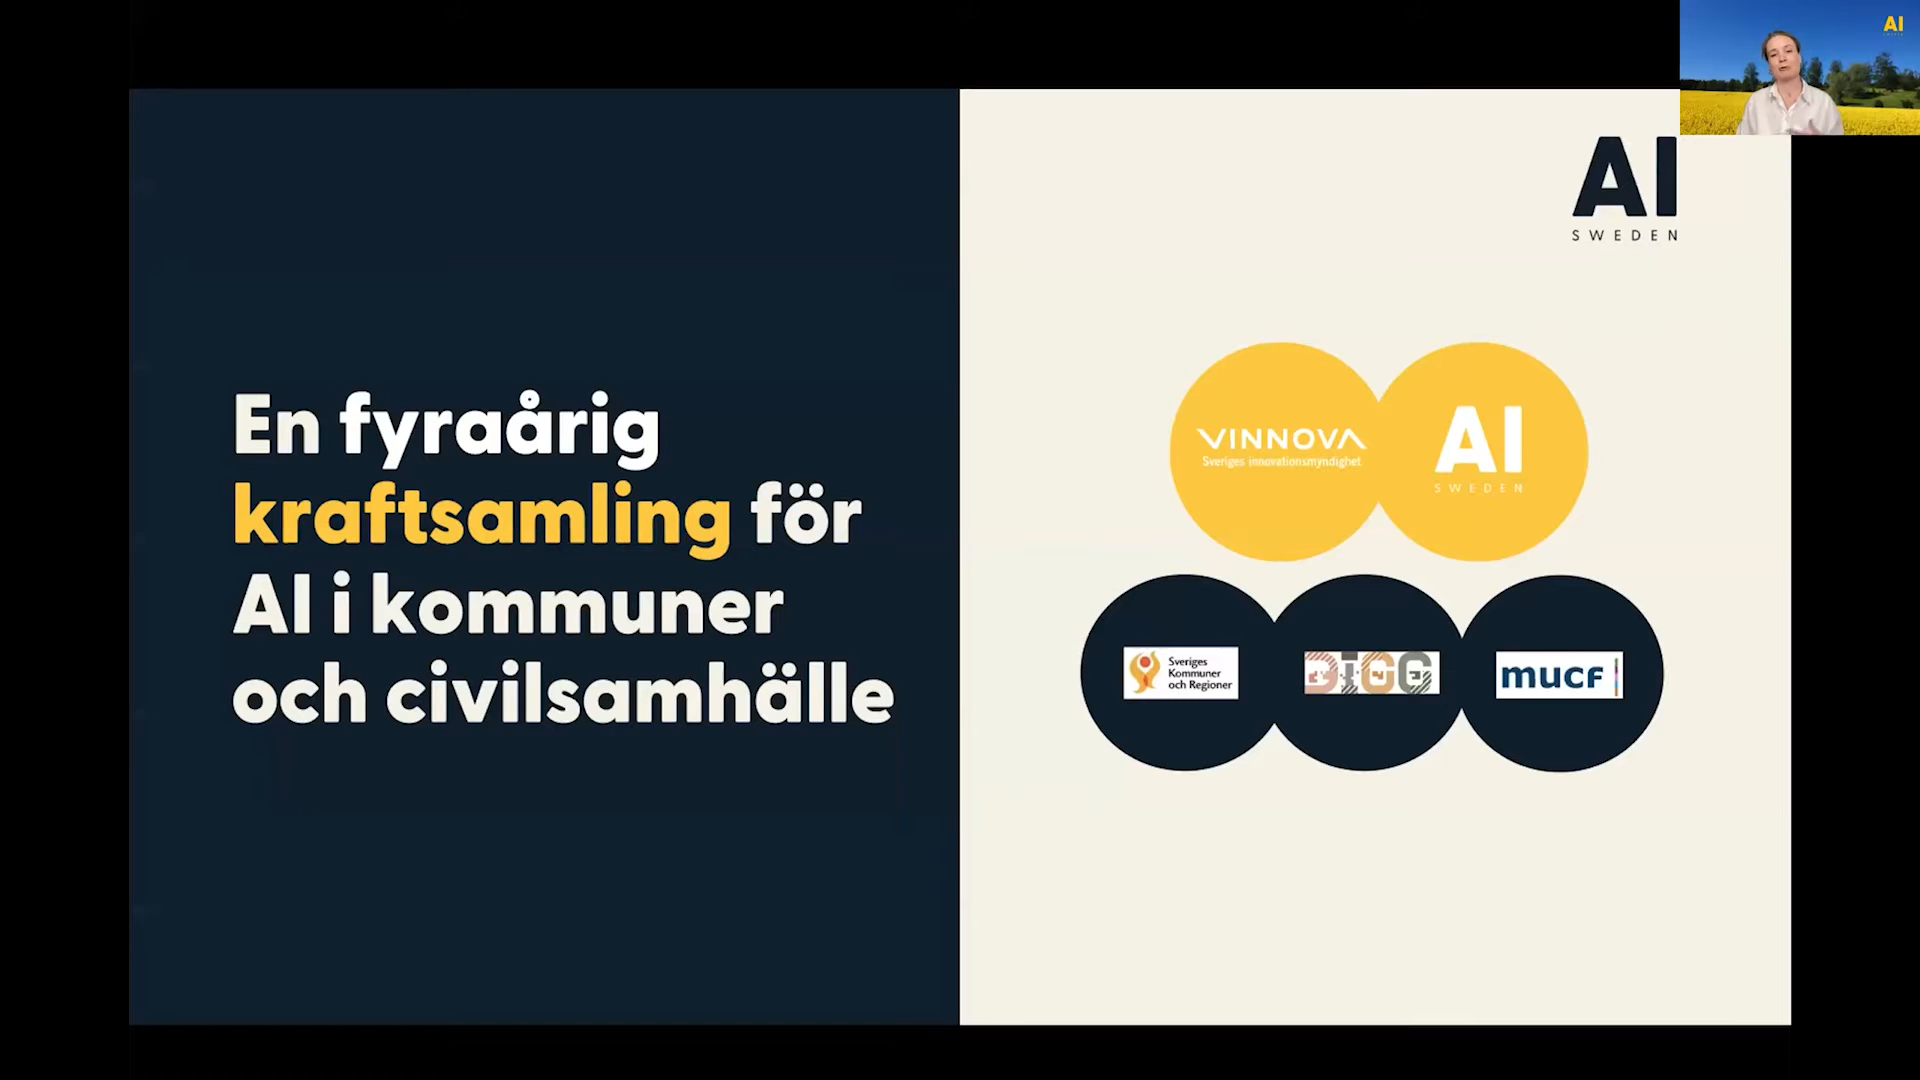 En fyraårig
kraftsamling för
AI i kommuner
och civilsamhälle
AI
SWEDEN
VINNOVA
Sveriges innovationsmyndighet
AI
SWEDEN
Sveriges
Kommuner
och Regioner
DIGG
mucf
AI